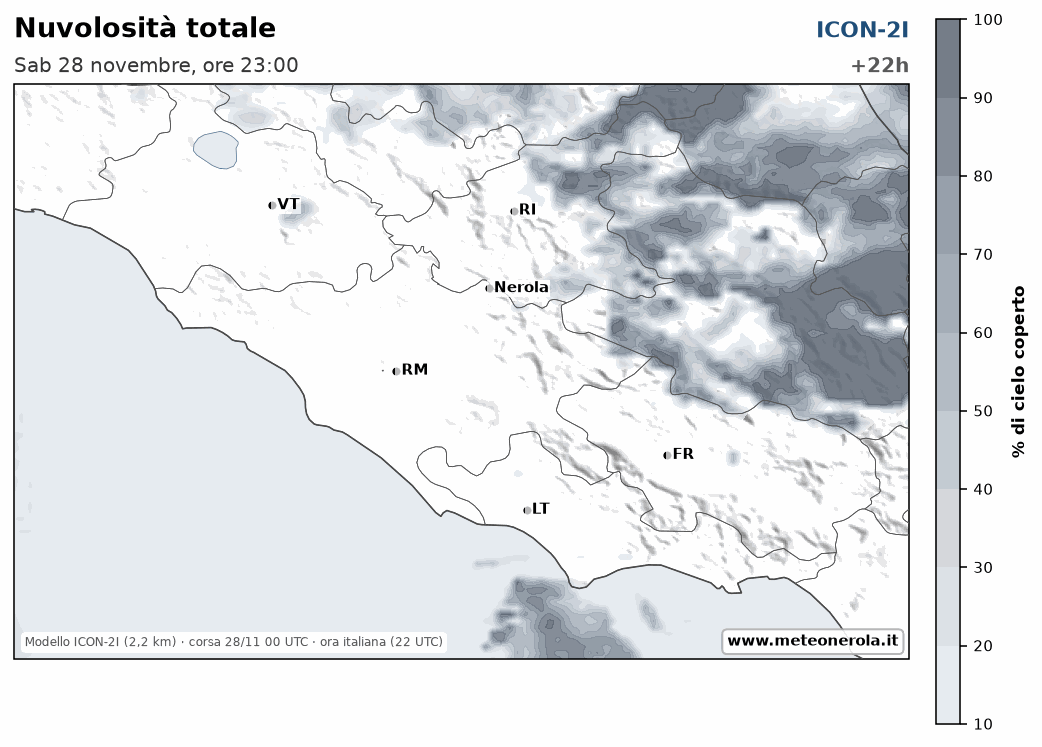 Nuvolosità totale
ICON-2I
Sab 28 novembre, ore 23:00
+22h
100
90
80
70
60
50
40
30
20
10
% di cielo coperto
VT
RI
Nerola
RM
FR
LT
Modello ICON-2I (2,2 km) · corsa 28/11 00 UTC · ora italiana (22 UTC)
www.meteonerola.it